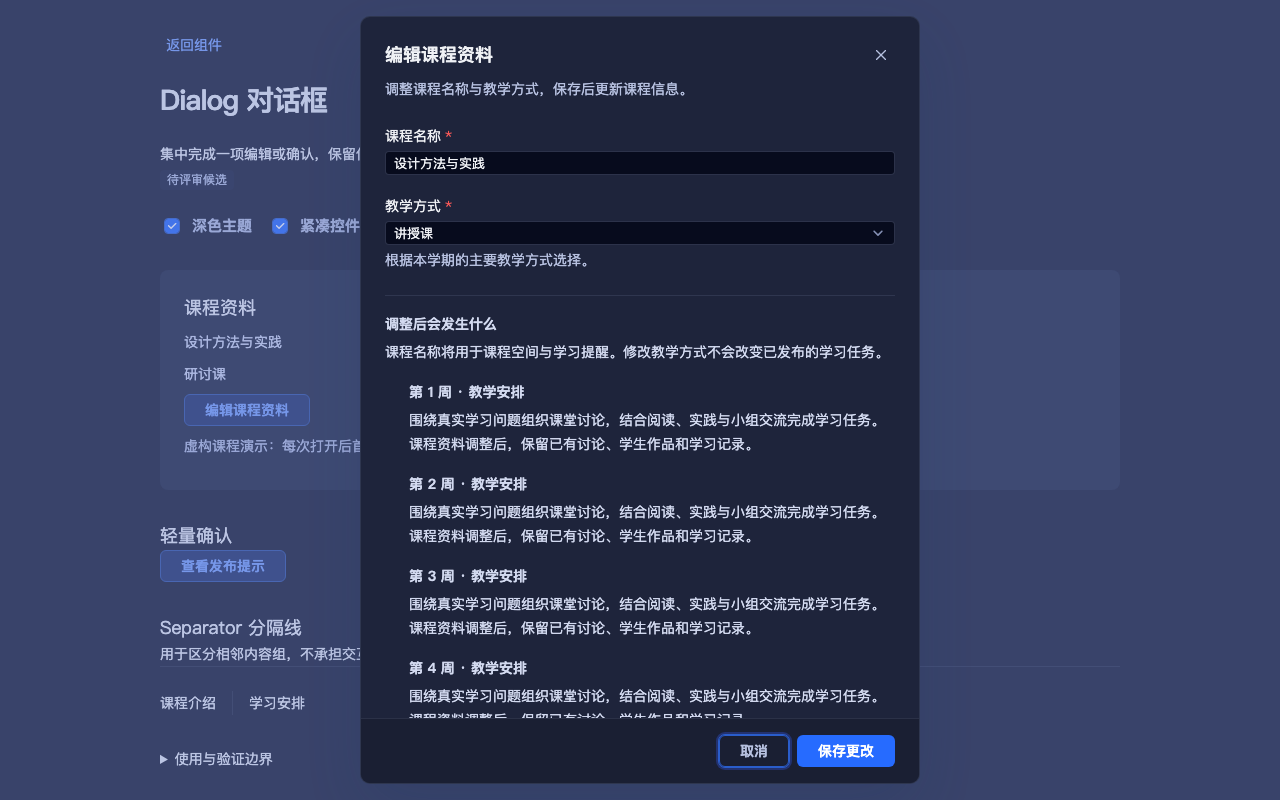 返回组件
Dialog 对话框
集中完成一项编辑或确认，保留
待评审候选
深色主题
紧凑控件
课程资料
设计方法与实践
研讨课
编辑课程资料
虚构课程演示：每次打开后
轻量确认
查看发布提示
Separator 分隔线
用于区分相邻内容组，不承担交
课程介绍
学习安排
使用与验证边界
编辑课程资料
调整课程名称与教学方式，保存后更新课程信息。
课程名称 *
设计方法与实践
教学方式 *
讲授课
根据本学期的主要教学方式选择。
调整后会发生什么
课程名称将用于课程空间与学习提醒。修改教学方式不会改变已发布的学习任务。
第 1 周 · 教学安排
围绕真实学习问题组织课堂讨论，结合阅读、实践与小组交流完成学习任务。
课程资料调整后，保留已有讨论、学生作品和学习记录。
第 2 周 · 教学安排
围绕真实学习问题组织课堂讨论，结合阅读、实践与小组交流完成学习任务。
课程资料调整后，保留已有讨论、学生作品和学习记录。
第 3 周 · 教学安排
围绕真实学习问题组织课堂讨论，结合阅读、实践与小组交流完成学习任务。
课程资料调整后，保留已有讨论、学生作品和学习记录。
第 4 周 · 教学安排
围绕真实学习问题组织课堂讨论，结合阅读、实践与小组交流完成学习任务。
取消
保存更改